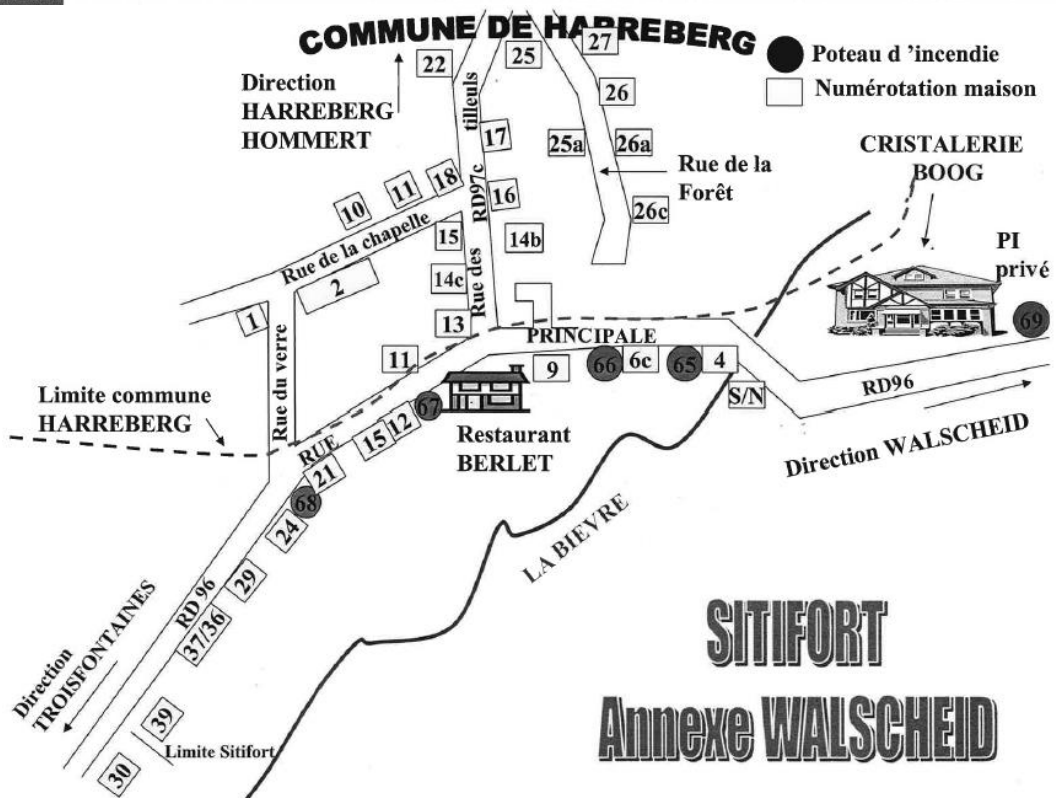 COMMUNE DE HARREBERG
Poteau d 'incendie
Numérotation maison
Direction
HARREBERG
HOMMERT
22
25
27
26
25a
26a
26c
Rue de la
Forêt
CRISTALERIE
BOOG
PI
privé
69
tilleuls
RD97c
Rue des
17
16
14b
18
11
10
Rue de la chapelle
15
14c
13
2
1
Rue du verre
11
PRINCIPALE
RUE
9
66
6c
65
4
S/N
RD96
Direction WALSCHEID
Limite commune
HARREBERG
67
12
15
Restaurant
BERLET
21
68
24
29
37/36
RD 96
Direction
TROISFONTAINES
39
30
Limite Sitifort
LA BIEVRE
SITIFORT
Annexe WALSCHEID